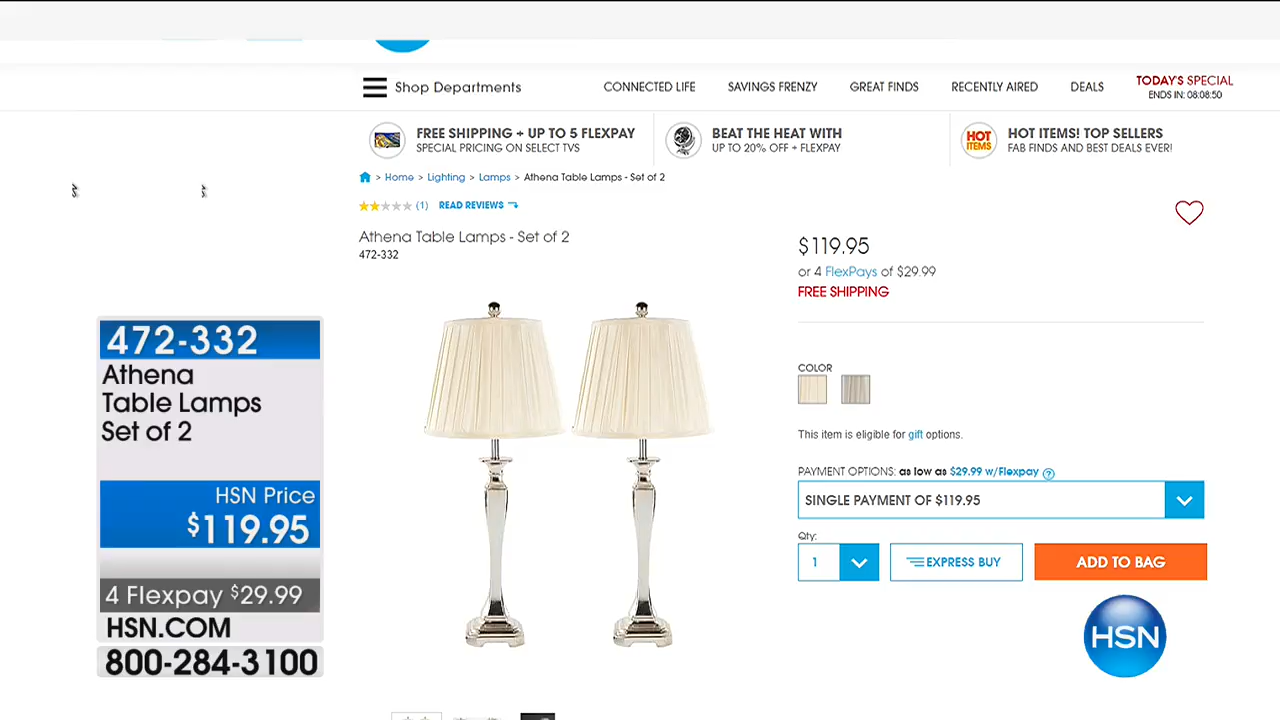 Shop Departments
CONNECTED LIFE
SAVINGS FRENZY
GREAT FINDS
RECENTLY AIRED
DEALS
TODAY'S SPECIAL
ENDS IN: 08:08:50
FREE SHIPPING + UP TO 5 FLEXPAY
SPECIAL PRICING ON SELECT TVS
BEAT THE HEAT WITH
UP TO 20% OFF + FLEXPAY
HOT
ITEMS
HOT ITEMS! TOP SELLERS
FAB FINDS AND BEST DEALS EVER!
> Home > Lighting > Lamps > Athena Table Lamps - Set of 2
(1) READ REVIEWS
Athena Table Lamps - Set of 2
472-332
$119.95
or 4 FlexPays of $29.99
FREE SHIPPING
COLOR
This item is eligible for gift options.
PAYMENT OPTIONS: as low as $29.99 w/Flexpay ?
SINGLE PAYMENT OF $119.95
Qty:
1
EXPRESS BUY
ADD TO BAG
472-332
Athena
Table Lamps
Set of 2
HSN Price
$119.95
4 Flexpay $29.99
HSN.COM
800-284-3100
HSN